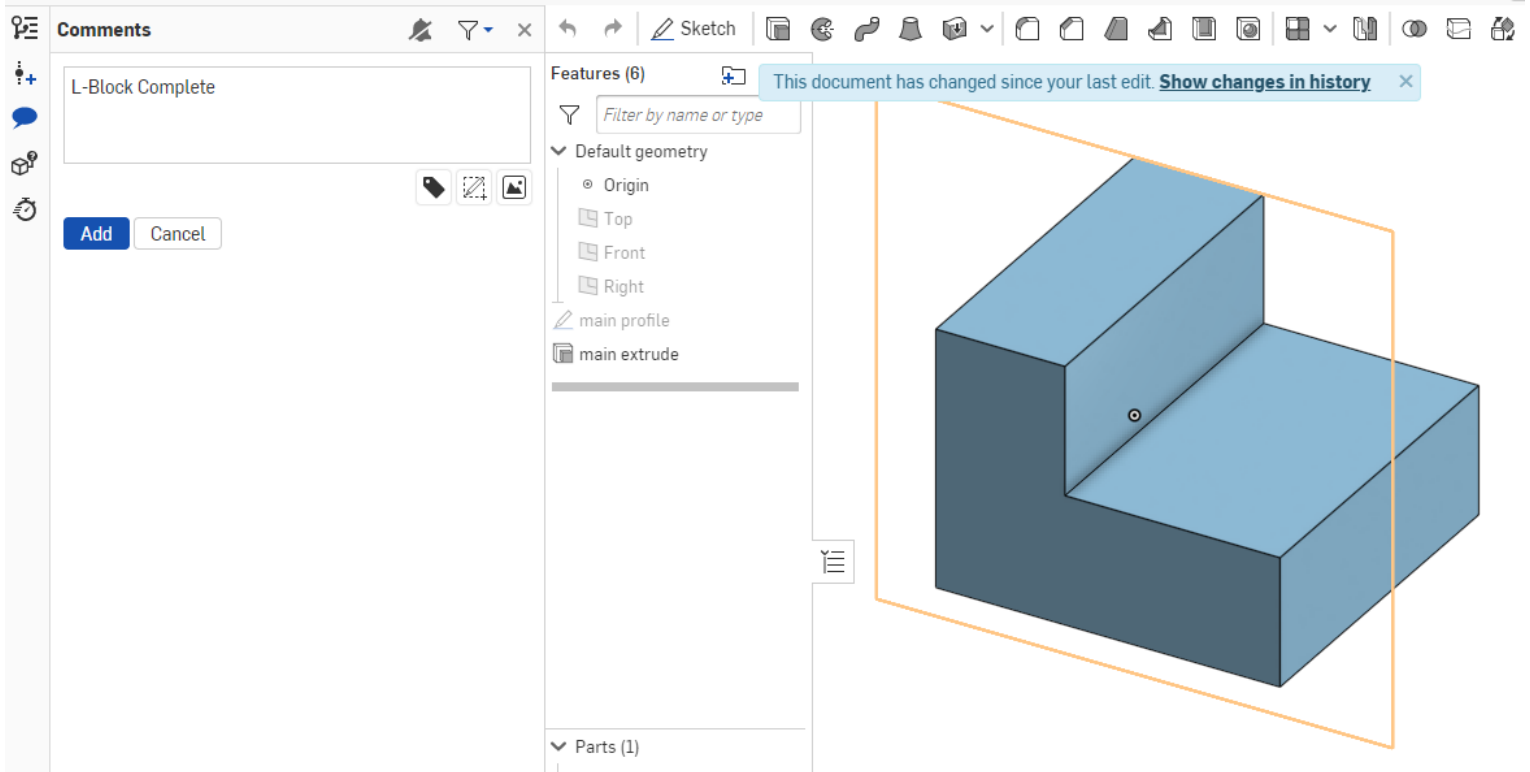 Comments
Sketch
L-Block Complete
Add
Cancel
Features (6)
This document has changed since your last edit. Show changes in history
Filter by name or type
Default geometry
Origin
Top
Front
Right
main profile
main extrude
Parts (1)